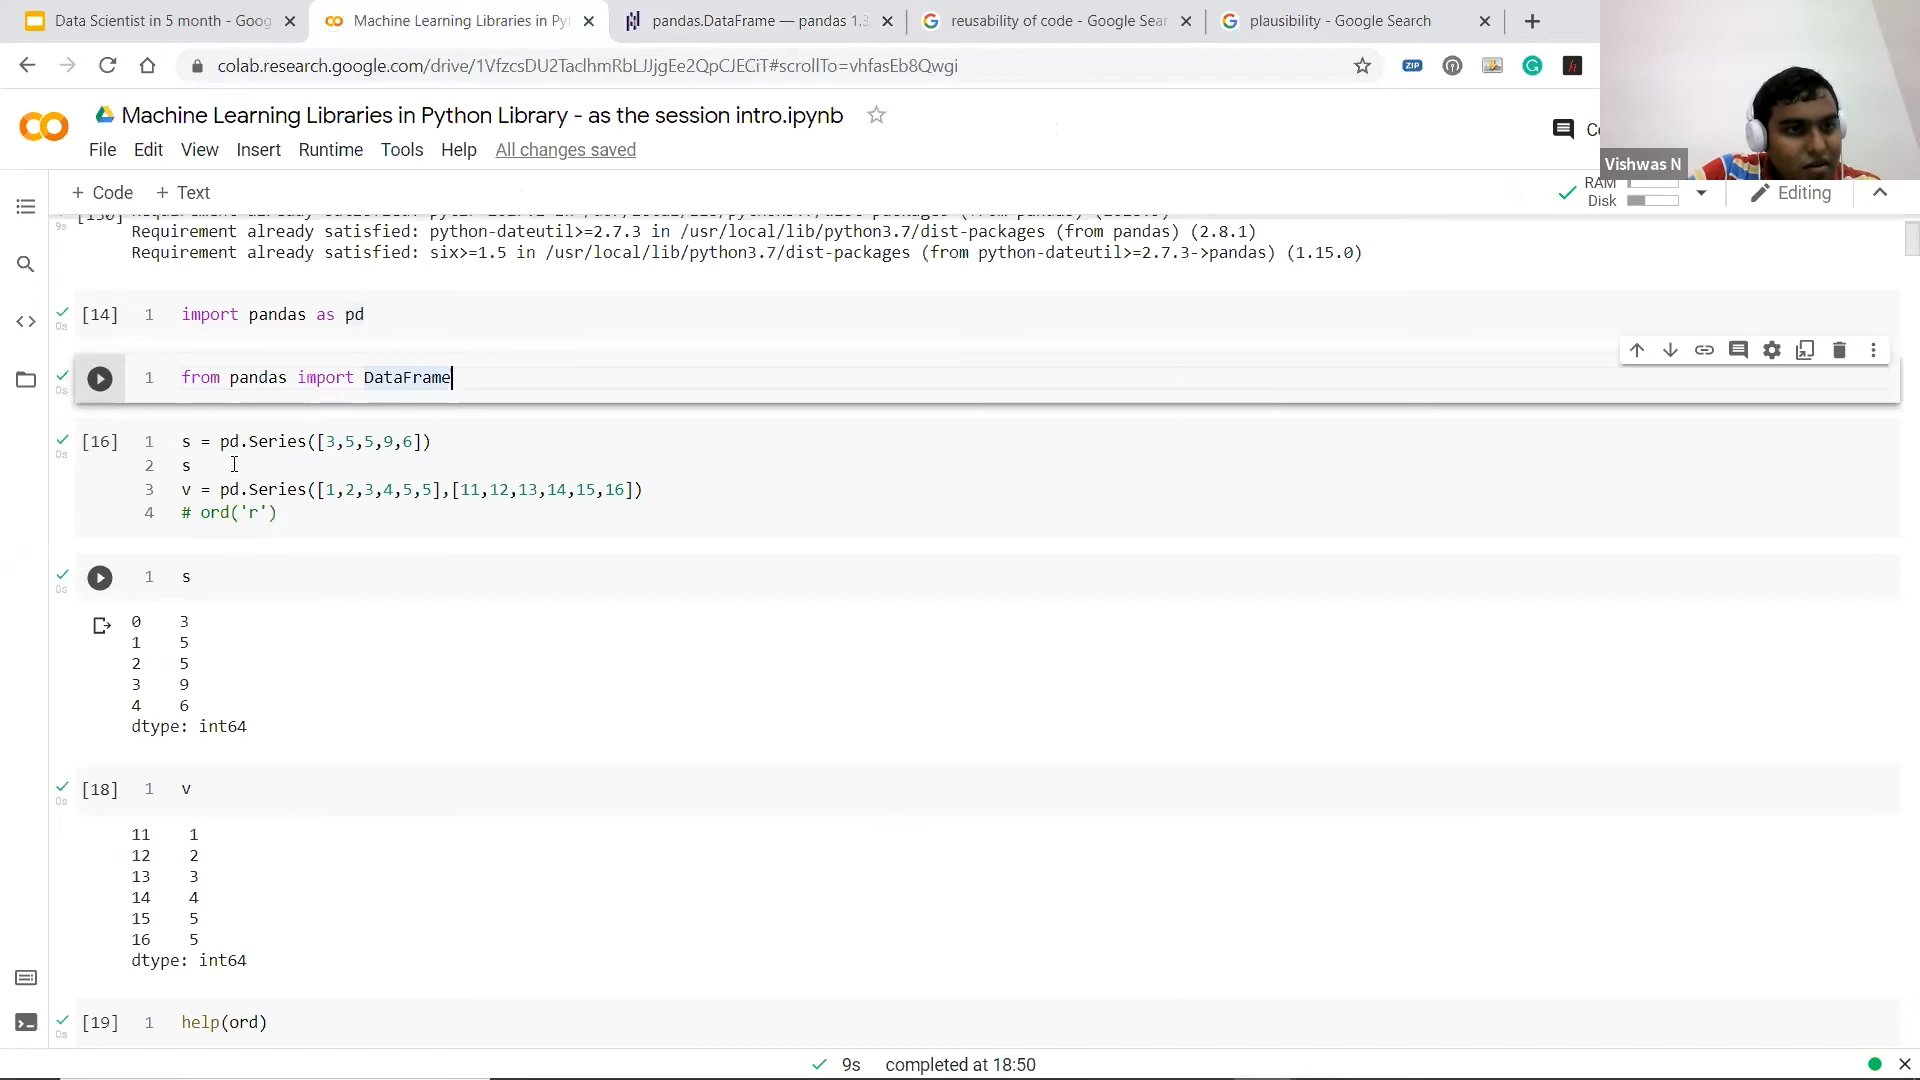 Data Scientist in 5 month - Goog
Machine Learning Libraries in Py
pandas.DataFrame — pandas 1.3
reusability of code - Google Sear
plausibility - Google Search
colab.research.google.com/drive/1VfzcsDU2TaclhmRbLJJjgEe2QpCJECiT#scrollTo=vhfasEb8Qwgi
ZIP
Machine Learning Libraries in Python Library - as the session intro.ipynb
File Edit View Insert Runtime Tools Help All changes saved
Vishwas N
+ Code + Text
RAM
Disk
Editing
9s
Requirement already satisfied: python-dateutil>=2.7.3 in /usr/local/lib/python3.7/dist-packages (from pandas) (2.8.1)
Requirement already satisfied: six>=1.5 in /usr/local/lib/python3.7/dist-packages (from python-dateutil>=2.7.3->pandas) (1.15.0)
[14] 1 import pandas as pd
0s
1 from pandas import DataFrame
0s
[16] 1 s = pd.Series([3,5,5,9,6])
0s
2 s
3 v = pd.Series([1,2,3,4,5,5],[11,12,13,14,15,16])
4 # ord('r')
1 s
0s
0 3
1 5
2 5
3 9
4 6
dtype: int64
[18] 1 v
0s
11 1
12 2
13 3
14 4
15 5
16 5
dtype: int64
[19] 1 help(ord)
0s
9s completed at 18:50